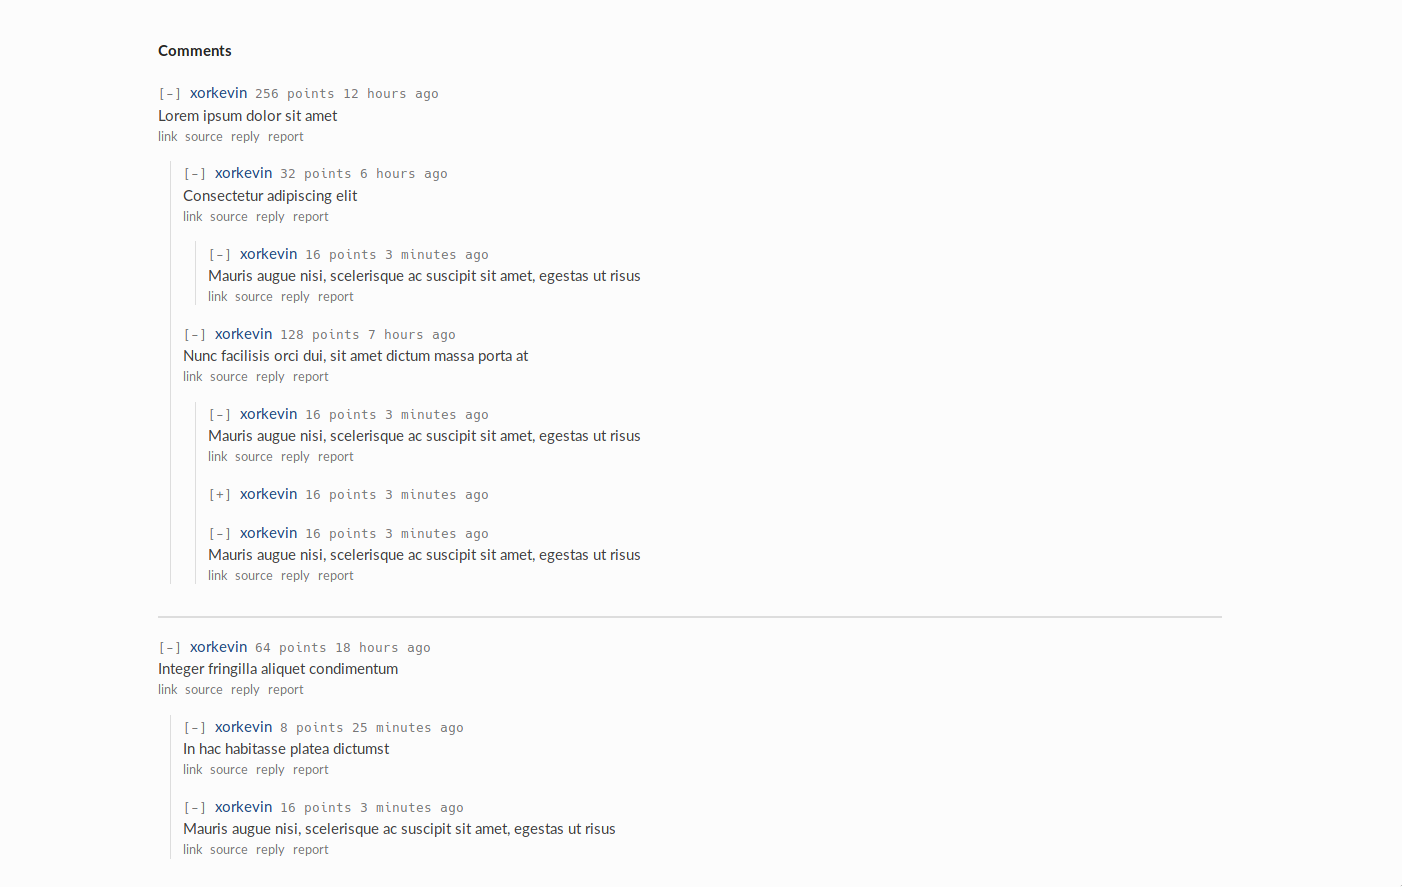 Comments
[-] xorkevin 256 points 12 hours ago
Lorem ipsum dolor sit amet
link source reply report
[-] xorkevin 32 points 6 hours ago
Consectetur adipiscing elit
link source reply report
[-] xorkevin 16 points 3 minutes ago
Mauris augue nisi, scelerisque ac suscipit sit amet, egestas ut risus
link source reply report
[-] xorkevin 128 points 7 hours ago
Nunc facilisis orci dui, sit amet dictum massa porta at
link source reply report
[-] xorkevin 16 points 3 minutes ago
Mauris augue nisi, scelerisque ac suscipit sit amet, egestas ut risus
link source reply report
[+] xorkevin 16 points 3 minutes ago
[-] xorkevin 16 points 3 minutes ago
Mauris augue nisi, scelerisque ac suscipit sit amet, egestas ut risus
link source reply report
[-] xorkevin 64 points 18 hours ago
Integer fringilla aliquet condimentum
link source reply report
[-] xorkevin 8 points 25 minutes ago
In hac habitasse platea dictumst
link source reply report
[-] xorkevin 16 points 3 minutes ago
Mauris augue nisi, scelerisque ac suscipit sit amet, egestas ut risus
link source reply report